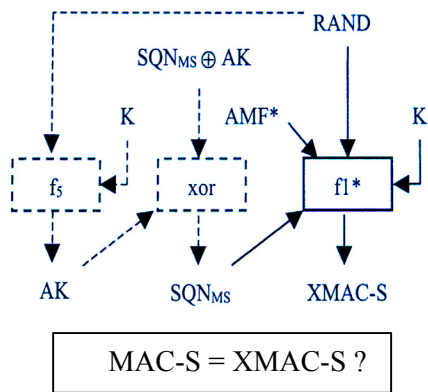 RAND
SQNMS ⊕ AK
K
AMF*
K
f5
xor
f1*
AK
SQNMS
XMAC-S
MAC-S = XMAC-S ?